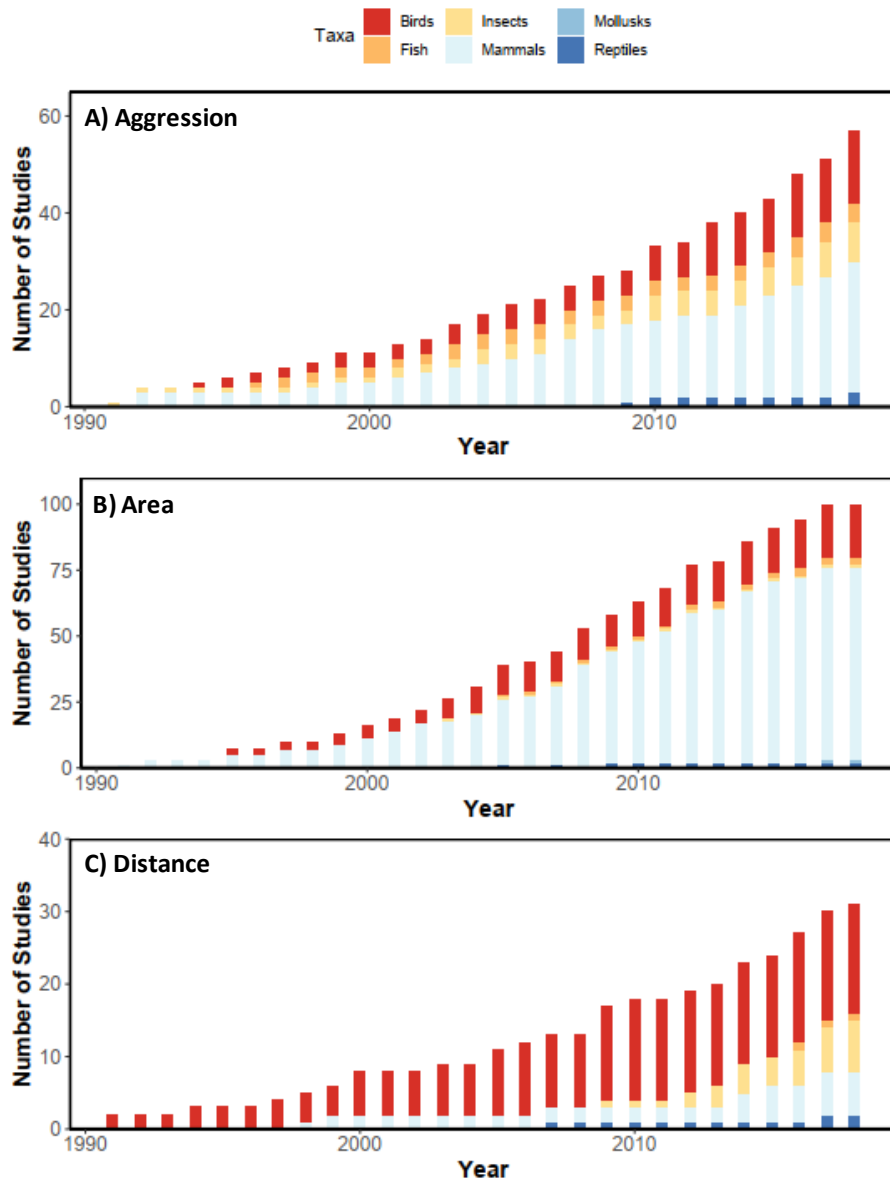 Taxa Birds Insects Mollusks
Fish Mammals Reptiles
A) Aggression
Number of Studies
60
40
20
0
1990 2000 2010
Year
B) Area
Number of Studies
100
75
50
25
0
1990 2000 2010
Year
C) Distance
Number of Studies
40
30
20
10
0
1990 2000 2010
Year